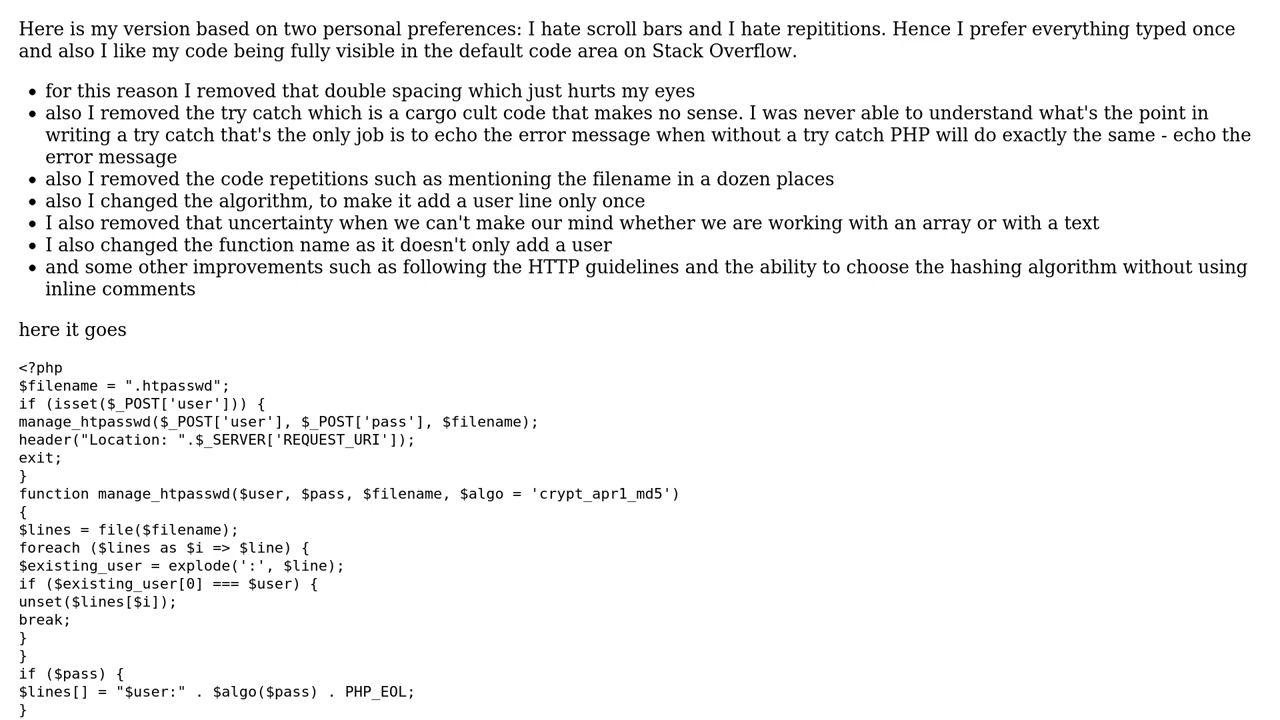 Here is my version based on two personal preferences: I hate scroll bars and I hate repititions. Hence I prefer everything typed once
and also I like my code being fully visible in the default code area on Stack Overflow.
• for this reason I removed that double spacing which just hurts my eyes
• also I removed the try catch which is a cargo cult code that makes no sense. I was never able to understand what's the point in
writing a try catch that's the only job is to echo the error message when without a try catch PHP will do exactly the same - echo the
error message
• also I removed the code repetitions such as mentioning the filename in a dozen places
• also I changed the algorithm, to make it add a user line only once
• I also removed that uncertainty when we can't make our mind whether we are working with an array or with a text
• I also changed the function name as it doesn't only add a user
• and some other improvements such as following the HTTP guidelines and the ability to choose the hashing algorithm without using
inline comments
here it goes
<?php
$filename = ".htpasswd";
if (isset($_POST['user'])) {
manage_htpasswd($_POST['user'], $_POST['pass'], $filename);
header("Location: ".$_SERVER['REQUEST_URI']);
exit;
}
function manage_htpasswd($user, $pass, $filename, $algo = 'crypt_apr1_md5')
{
$lines = file($filename);
foreach ($lines as $i => $line) {
$existing_user = explode(':', $line);
if ($existing_user[0] === $user) {
unset($lines[$i]);
break;
}
}
if ($pass) {
$lines[] = "$user:" . $algo($pass) . PHP_EOL;
}